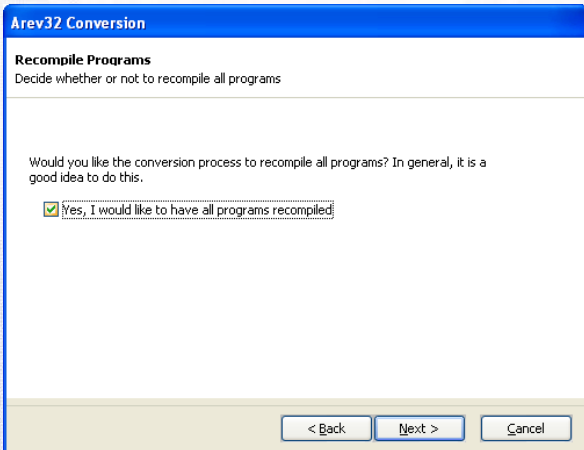 Arev32 Conversion
Recompile Programs
Decide whether or not to recompile all programs
Would you like the conversion process to recompile all programs? In general, it is a
good idea to do this.
Yes, I would like to have all programs recompiled
< Back Next > Cancel